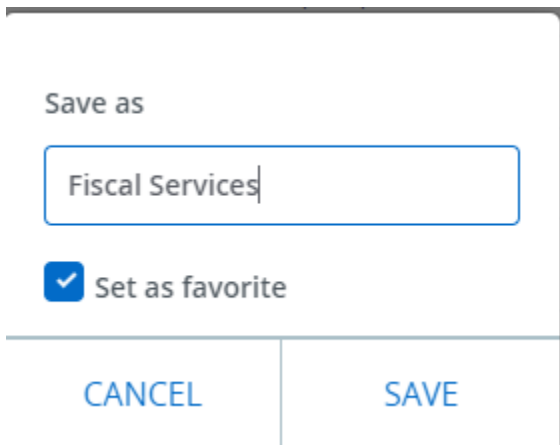 Save as
Fiscal Services
Set as favorite
CANCEL SAVE